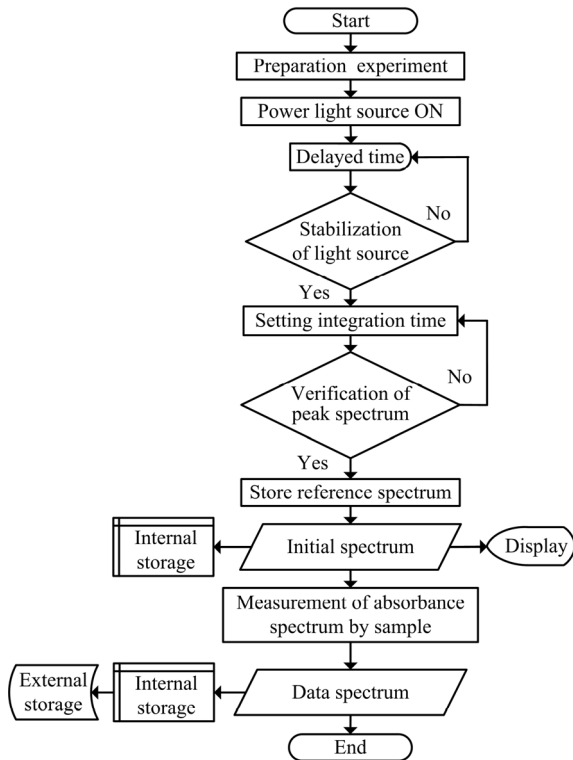 Start
Preparation experiment
Power light source ON
Delayed time
No
Stabilization
of light source
Yes
Setting integration time
No
Verification of
peak spectrum
Yes
Store reference spectrum
Internal
storage
Initial spectrum
Display
Measurement of absorbance
spectrum by sample
External
storage
Internal
storage
Data spectrum
End